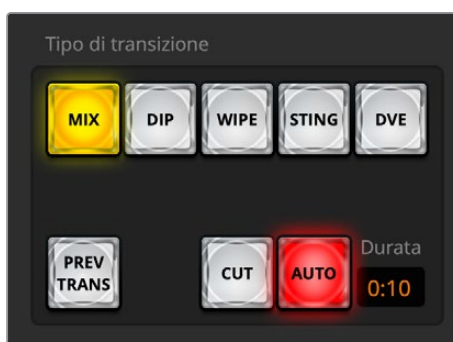 Tipo di transizione
MIX DIP WIPE STING DVE
PREV
TRANS
CUT AUTO
Durata
0:10